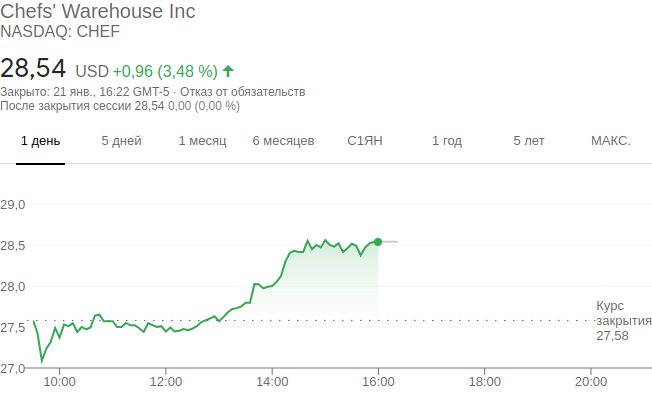 Chefs' Warehouse Inc
NASDAQ: CHEF
28,54 USD +0,96 (3,48 %)
Закрыто: 21 янв., 16:22 GMT-5 · Отказ от обязательств
После закрытия сессии 28,54 0,00 (0,00 %)
1 день 5 дней 1 месяц 6 месяцев С1ЯН 1 год 5 лет МАКС.
29,0
28,5
28,0
Курс
27,5 закрытия
27,58
27,0
10:00 12:00 14:00 16:00 18:00 20:00